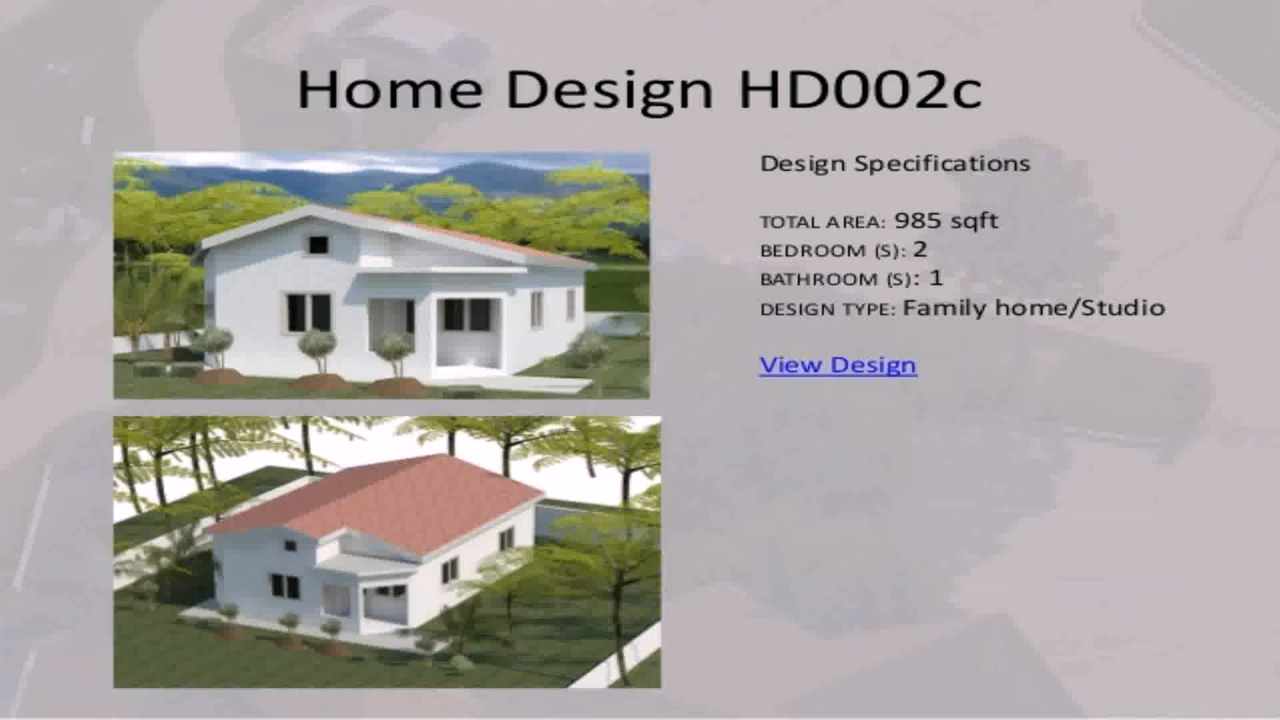 Home Design HD002c
Design Specifications
TOTAL AREA: 985 sqft
BEDROOM (S): 2
BATHROOM (S): 1
DESIGN TYPE: Family home/Studio
View Design